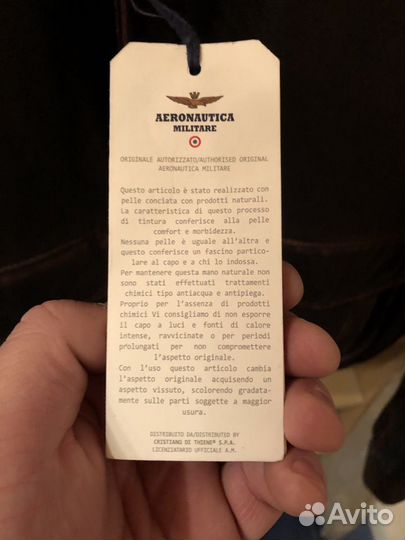 AERONAUTICA
MILITARE
ORIGINALE AUTORIZZATO/AUTHORISED ORIGINAL
AERONAUTICA MILITARE
Questo articolo è stato realizzato con
pelle conciata con prodotti naturali.
La caratteristica di questo processo
di tintura conferisce alla pelle
comfort e morbidezza.
Nessuna pelle è uguale all'altra e
questo conferisce un fascino partico-
lare al capo e a chi lo indossa.
Per mantenere questa mano naturale non
sono stati effettuati trattamenti
chimici tipo antiacqua e antipiega.
Proprio per l'assenza di prodotti
chimici Vi consigliamo di non esporre
il capo a luci e fonti di calore
intense, ravvicinate o per periodi
prolungati per non compromettere
l'aspetto originale.
Con l'uso questo articolo cambia
l'aspetto originale acquisendo un
aspetto vissuto, scolorendo gradata-
mente sulle parti soggette a maggior
usura.
DISTRIBUITO DA/DISTRIBUTED BY
CRISTIANO DI THIENE® S.P.A.
LICENZIATARIO UFFICIALE A.M.
Avito